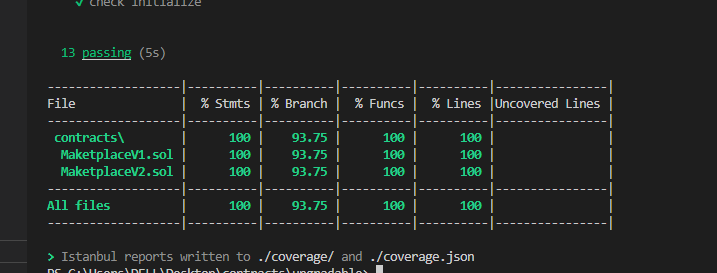 ✓ check initialize
13 passing (5s)
-------------------|----------|----------|----------|----------|----------------|
File               |  % Stmts | % Branch |  % Funcs |  % Lines |Uncovered Lines |
-------------------|----------|----------|----------|----------|----------------|
 contracts\        |      100 |    93.75 |      100 |      100 |                |
  MaketplaceV1.sol |      100 |    93.75 |      100 |      100 |                |
  MaketplaceV2.sol |      100 |    93.75 |      100 |      100 |                |
-------------------|----------|----------|----------|----------|----------------|
All files          |      100 |    93.75 |      100 |      100 |                |
-------------------|----------|----------|----------|----------|----------------|
> Istanbul reports written to ./coverage/ and ./coverage.json
PS C:\Users\DELL\Desktop\contracts\upgradable>